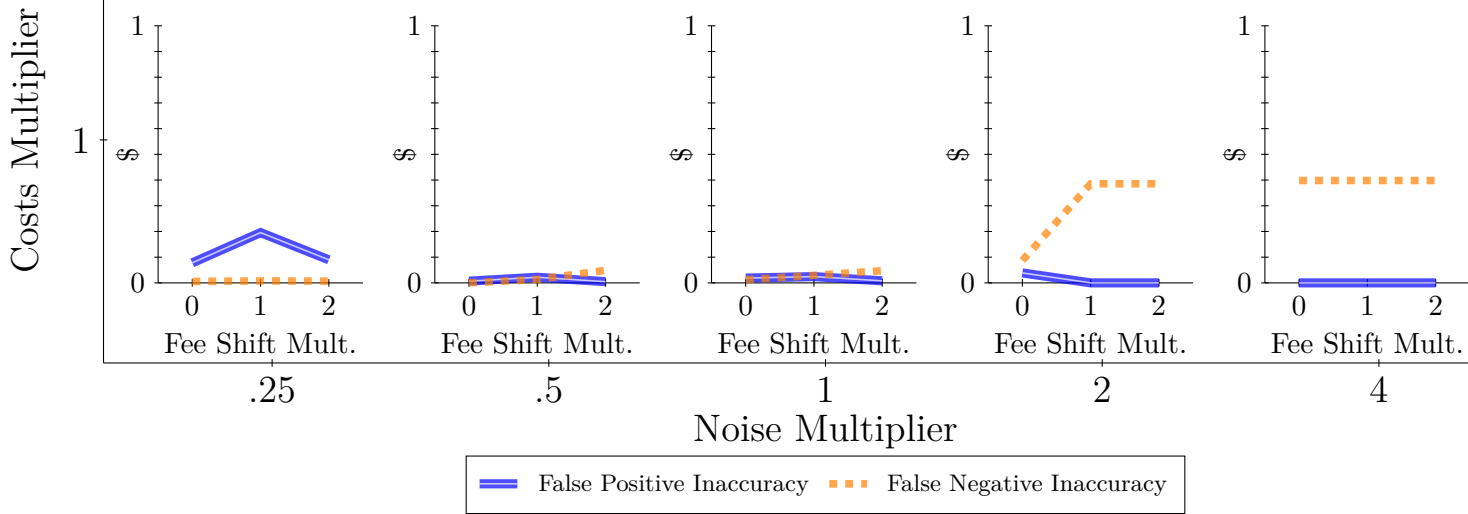 Costs Multiplier
1
1
$
0
0 1 2
Fee Shift Mult.
1
$
0
0 1 2
Fee Shift Mult.
1
$
0
0 1 2
Fee Shift Mult.
1
$
0
0 1 2
Fee Shift Mult.
1
$
0
0 1 2
Fee Shift Mult.
.25 .5 1 2 4
Noise Multiplier
False Positive Inaccuracy False Negative Inaccuracy